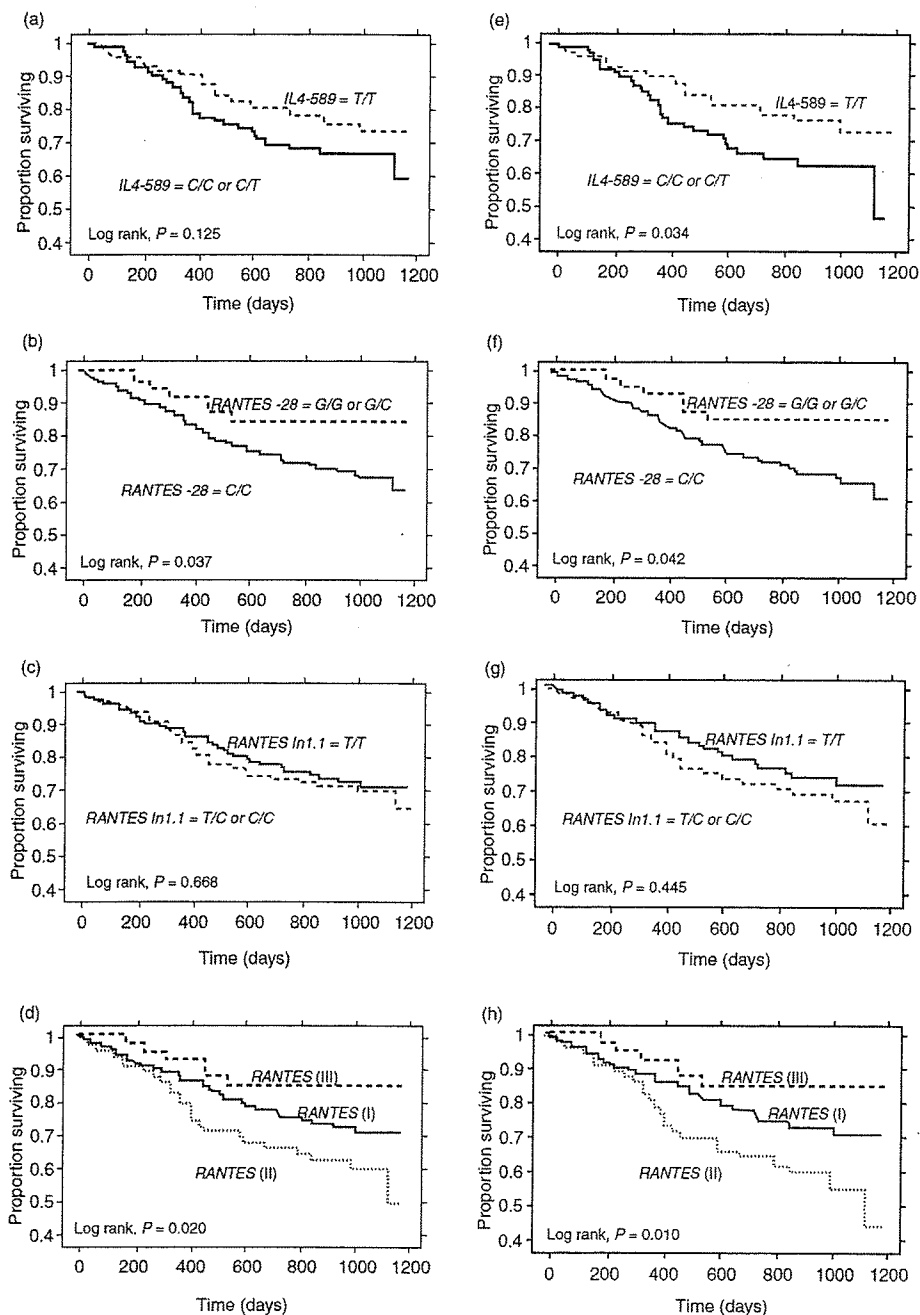 (a)
Proportion surviving
1
0.9
0.8
0.7
0.6
0.5
0.4
IL4-589 = T/T
IL4-589 = C/C or C/T
Log rank, P = 0.125
0 200 400 600 800 1000 1200
Time (days)
(e)
Proportion surviving
1
0.9
0.8
0.7
0.6
0.5
0.4
IL4-589 = T/T
IL4-589 = C/C or C/T
Log rank, P = 0.034
0 200 400 600 800 1000 1200
Time (days)
(b)
Proportion surviving
1
0.9
0.8
0.7
0.6
0.5
0.4
RANTES -28 = G/G or G/C
RANTES -28 = C/C
Log rank, P = 0.037
0 200 400 600 800 1000 1200
Time (days)
(f)
Proportion surviving
1
0.9
0.8
0.7
0.6
0.5
0.4
RANTES -28 = G/G or G/C
RANTES -28 = C/C
Log rank, P = 0.042
0 200 400 600 800 1000 1200
Time (days)
(c)
Proportion surviving
1
0.9
0.8
0.7
0.6
0.5
0.4
RANTES In1.1 = T/T
RANTES In1.1 = T/C or C/C
Log rank, P = 0.668
0 200 400 600 800 1000 1200
Time (days)
(g)
Proportion surviving
1
0.9
0.8
0.7
0.6
0.5
0.4
RANTES In1.1 = T/T
RANTES In1.1 = T/C or C/C
Log rank, P = 0.445
0 200 400 600 800 1000 1200
Time (days)
(d)
Proportion surviving
1
0.9
0.8
0.7
0.6
0.5
0.4
RANTES (III)
RANTES (I)
RANTES (II)
Log rank, P = 0.020
0 200 400 600 800 1000 1200
Time (days)
(h)
Proportion surviving
1
0.9
0.8
0.7
0.6
0.5
0.4
RANTES (III)
RANTES (I)
RANTES (II)
Log rank, P = 0.010
0 200 400 600 800 1000 1200
Time (days)